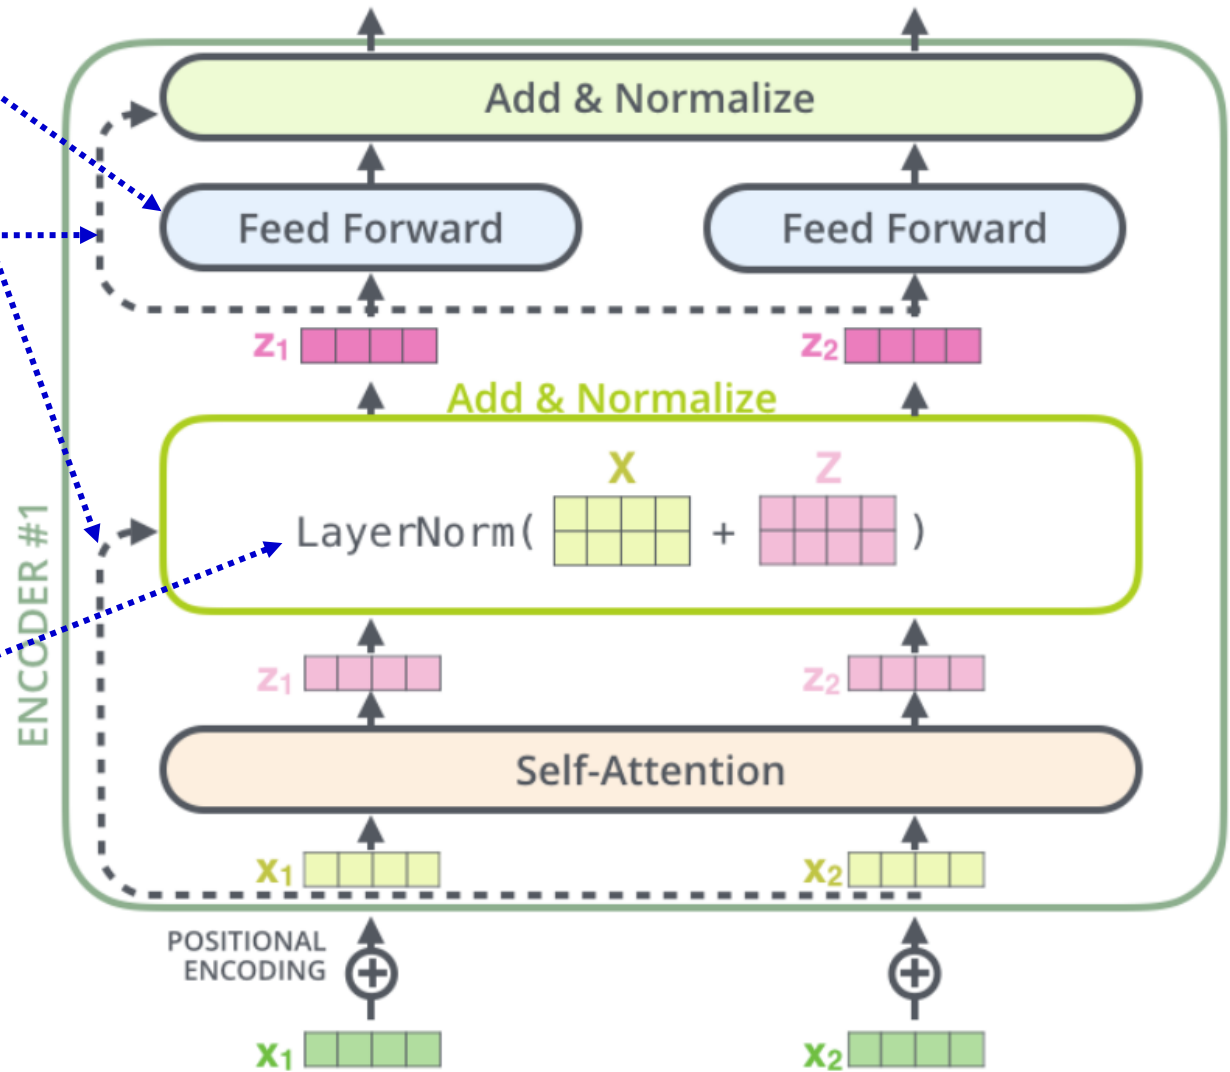 Add & Normalize
Feed Forward
Feed Forward
z1
z2
Add & Normalize
X
Z
LayerNorm(
+
)
ENCODER #1
z1
z2
Self-Attention
x1
x2
POSITIONAL
ENCODING
x1
x2